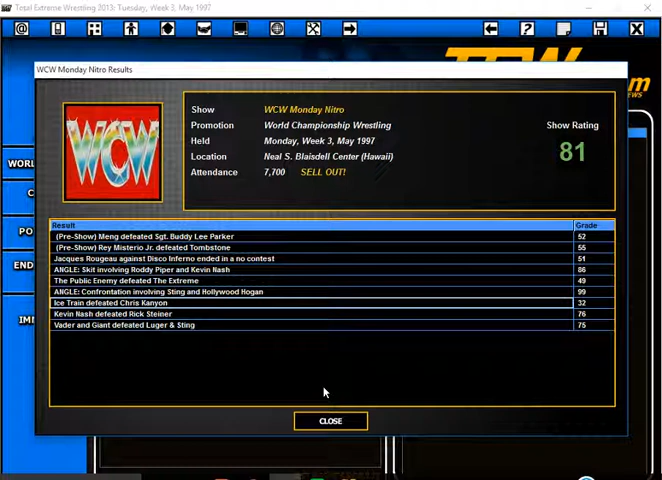 Total Extreme Wrestling 2013: Tuesday, Week 3, May 1997
WCW Monday Nitro Results
WCW
Show WCW Monday Nitro
Promotion World Championship Wrestling
Held Monday, Week 3, May 1997
Location Neal S. Blaisdell Center (Hawaii)
Attendance 7,700 SELL OUT!
Show Rating
81
Result Grade
(Pre-Show) Meng defeated Sgt. Buddy Lee Parker 52
(Pre-Show) Rey Misterio Jr. defeated Tombstone 55
Jacques Rougeau against Disco Inferno ended in a no contest 51
ANGLE: Skit involving Roddy Piper and Kevin Nash 86
The Public Enemy defeated The Extreme 49
ANGLE: Confrontation involving Sting and Hollywood Hogan 99
Ice Train defeated Chris Kanyon 32
Kevin Nash defeated Rick Steiner 76
Vader and Giant defeated Luger & Sting 75
CLOSE
WORL
C
PO
END
IMI